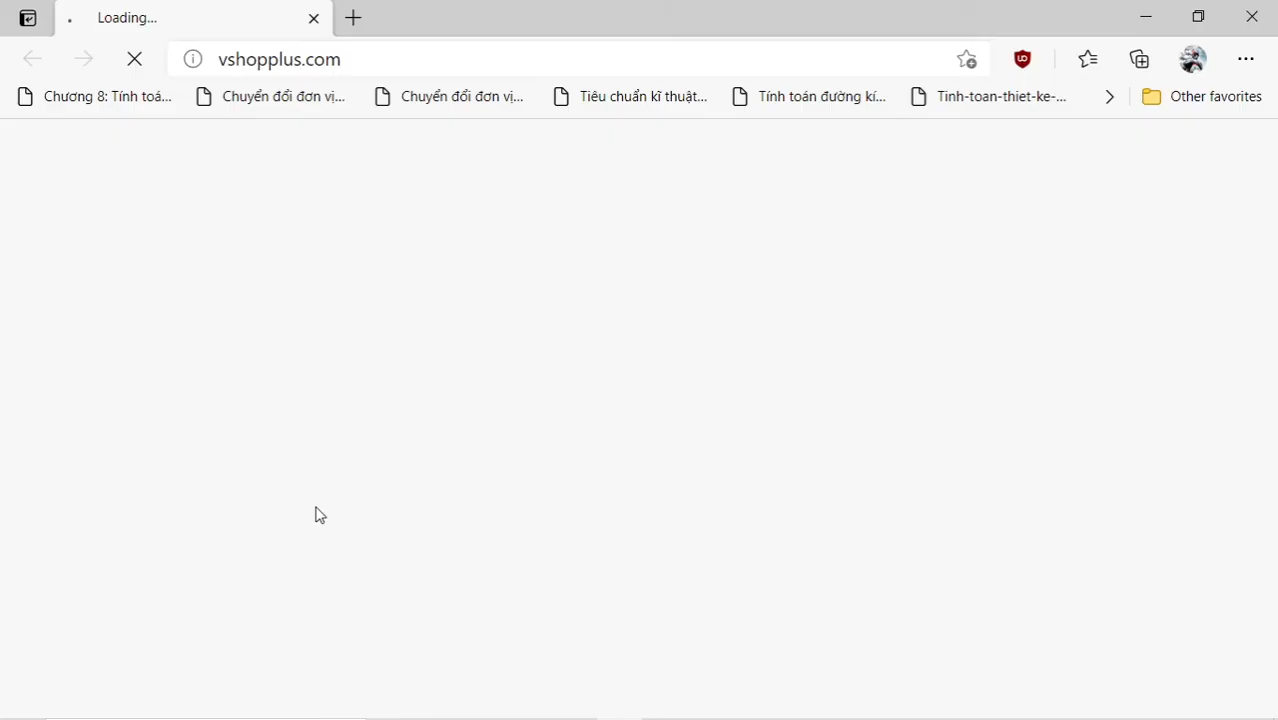 Loading...
vshopplus.com
Chương 8: Tính toá...
Chuyển đổi đơn vị,...
Chuyển đổi đơn vị,...
Tiêu chuẩn kĩ thuật...
Tính toán đường kí...
Tinh-toan-thiet-ke-...
Other favorites